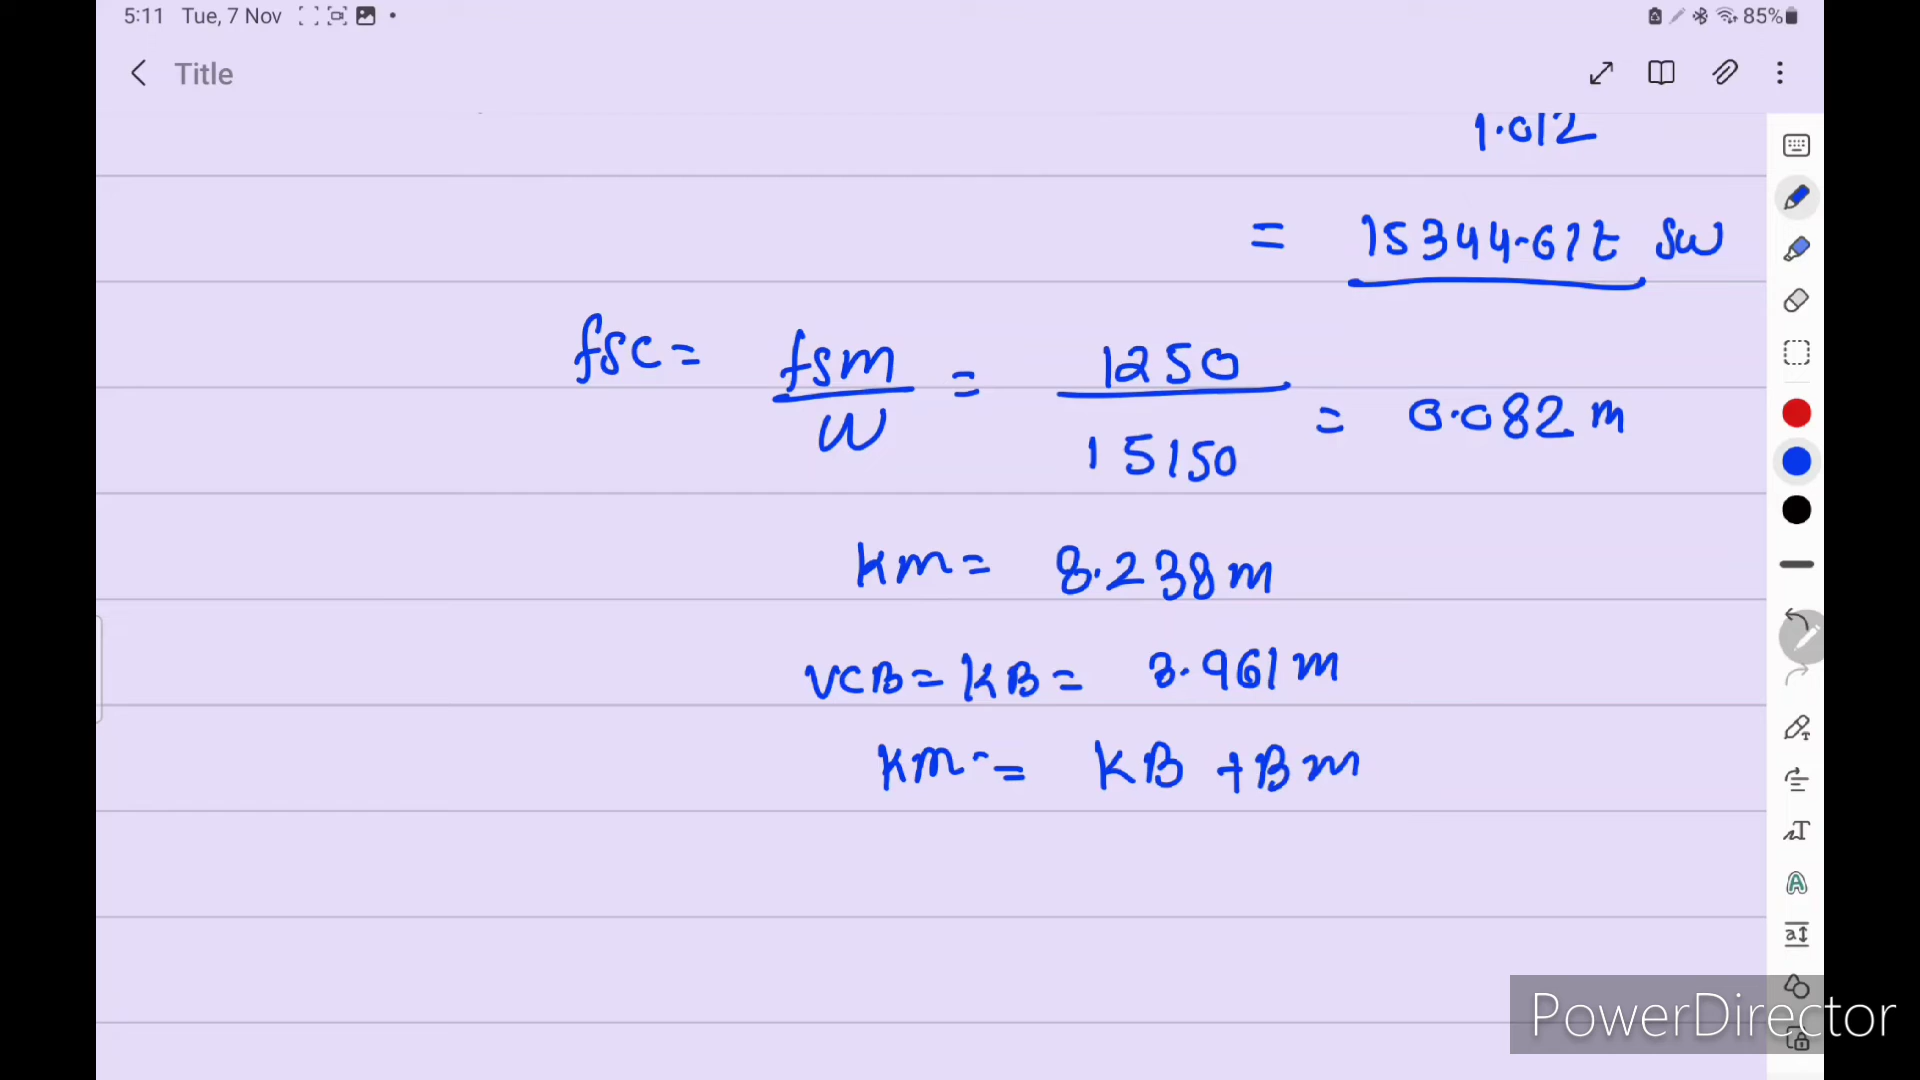 5:11 Tue, 7 Nov 85%
Title
1.012
= 15344.61t SW
fsc = fsm / W = 1250 / 15150 = 0.082 m
km = 8.238 m
VCB = KB = 3.961 m
km = KB + Bm
PowerDirector